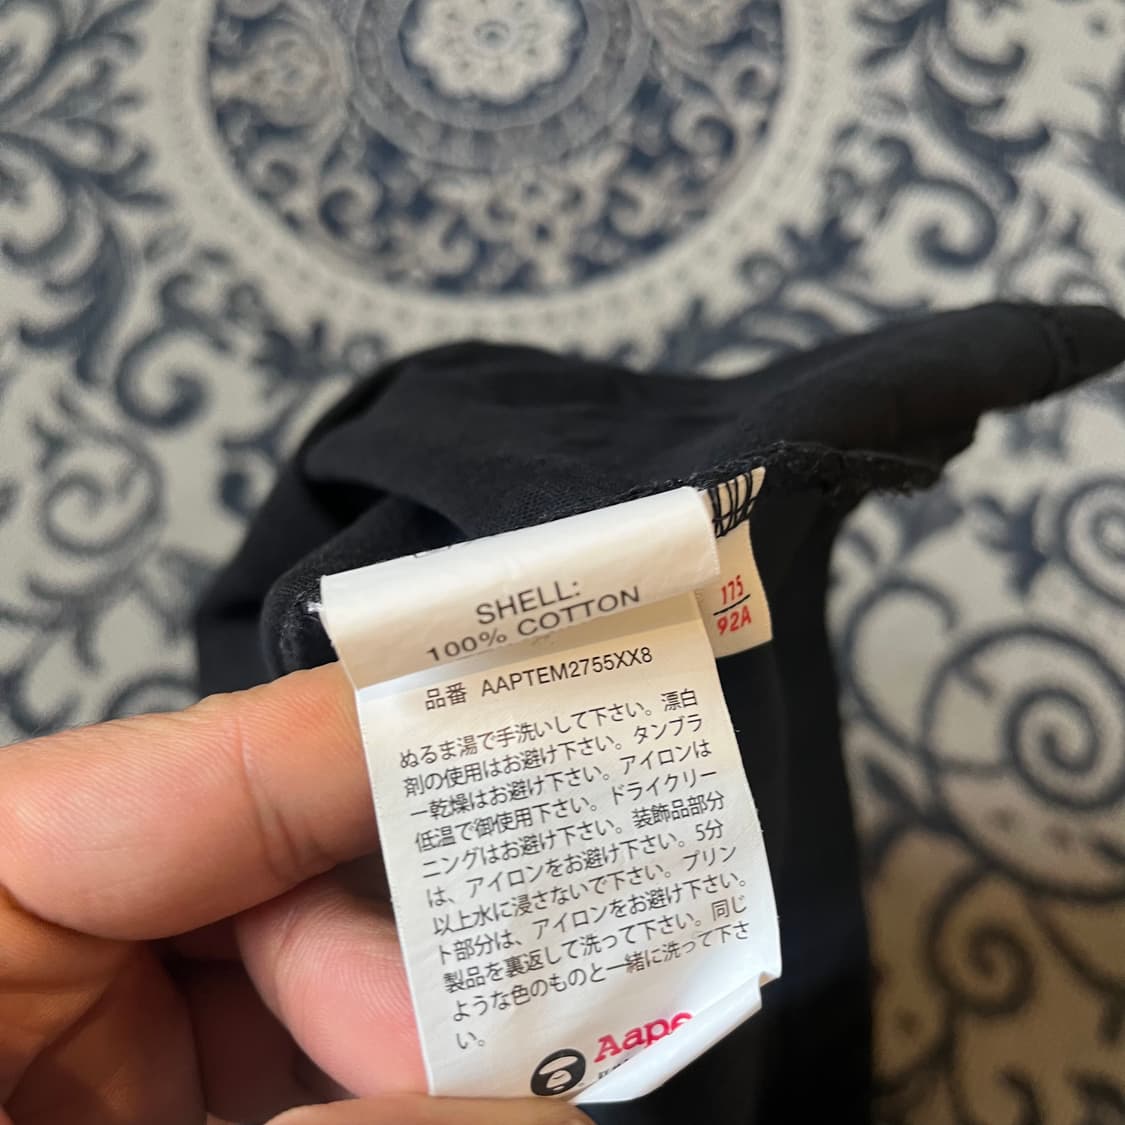 SHELL:
100% COTTON
175
92A
品番 AAPTEM2755XX8
ぬるま湯で手洗いして下さい。漂白
剤の使用はお避け下さい。タンブラ
ー乾燥はお避け下さい。アイロンは
低温で御使用下さい。ドライクリー
ニングはお避け下さい。装飾品部分
は、アイロンをお避け下さい。5分
以上水に浸さないで下さい。プリン
ト部分は、アイロンをお避け下さい。
製品を裏返して洗って下さい。同じ
ような色のものと一緒に洗って下さ
い。
Aape